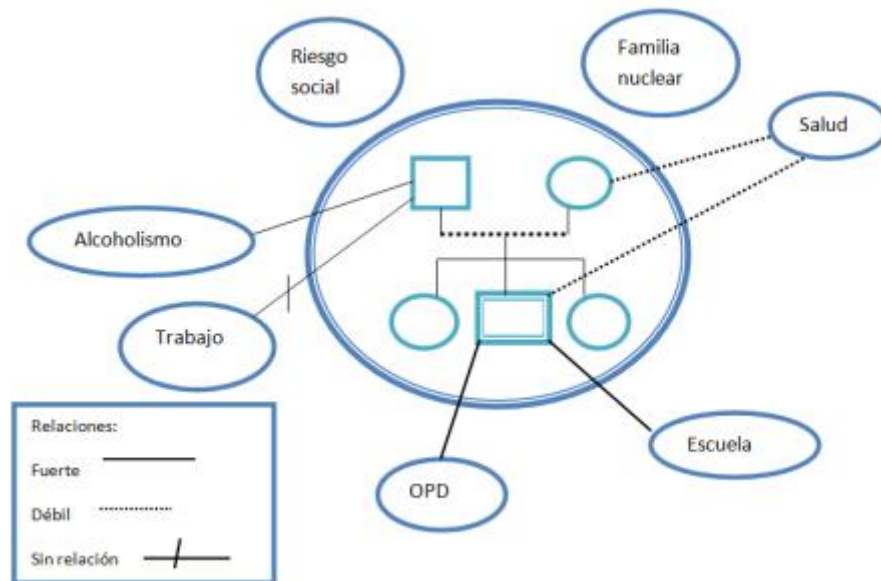 Riesgo
social
Familia
nuclear
Salud
Alcoholismo
Trabajo
Escuela
OPD
Relaciones:
Fuerte
Débil
Sin relación